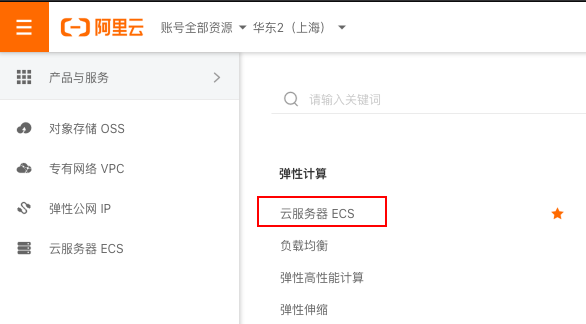 阿里云 账号全部资源 华东2（上海）
产品与服务
对象存储 OSS
专有网络 VPC
弹性公网 IP
云服务器 ECS
请输入关键词
弹性计算
云服务器 ECS
负载均衡
弹性高性能计算
弹性伸缩